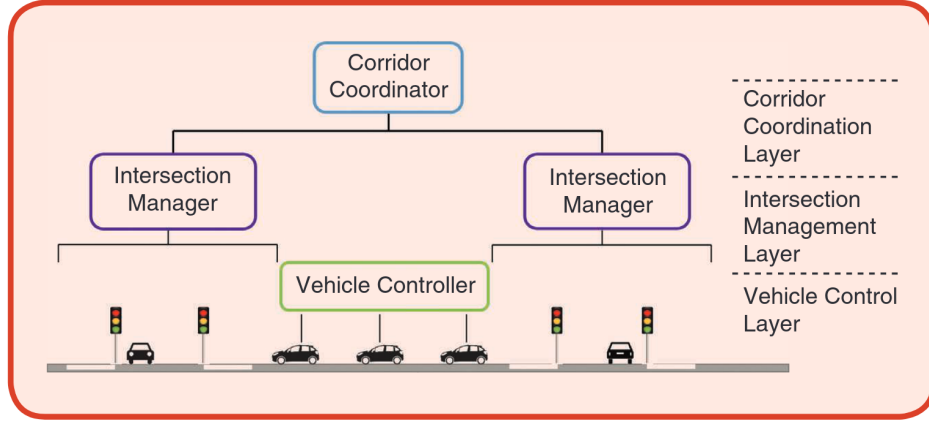 Corridor
Coordinator
Intersection
Manager
Intersection
Manager
Vehicle Controller
Corridor
Coordination
Layer
Intersection
Management
Layer
Vehicle Control
Layer